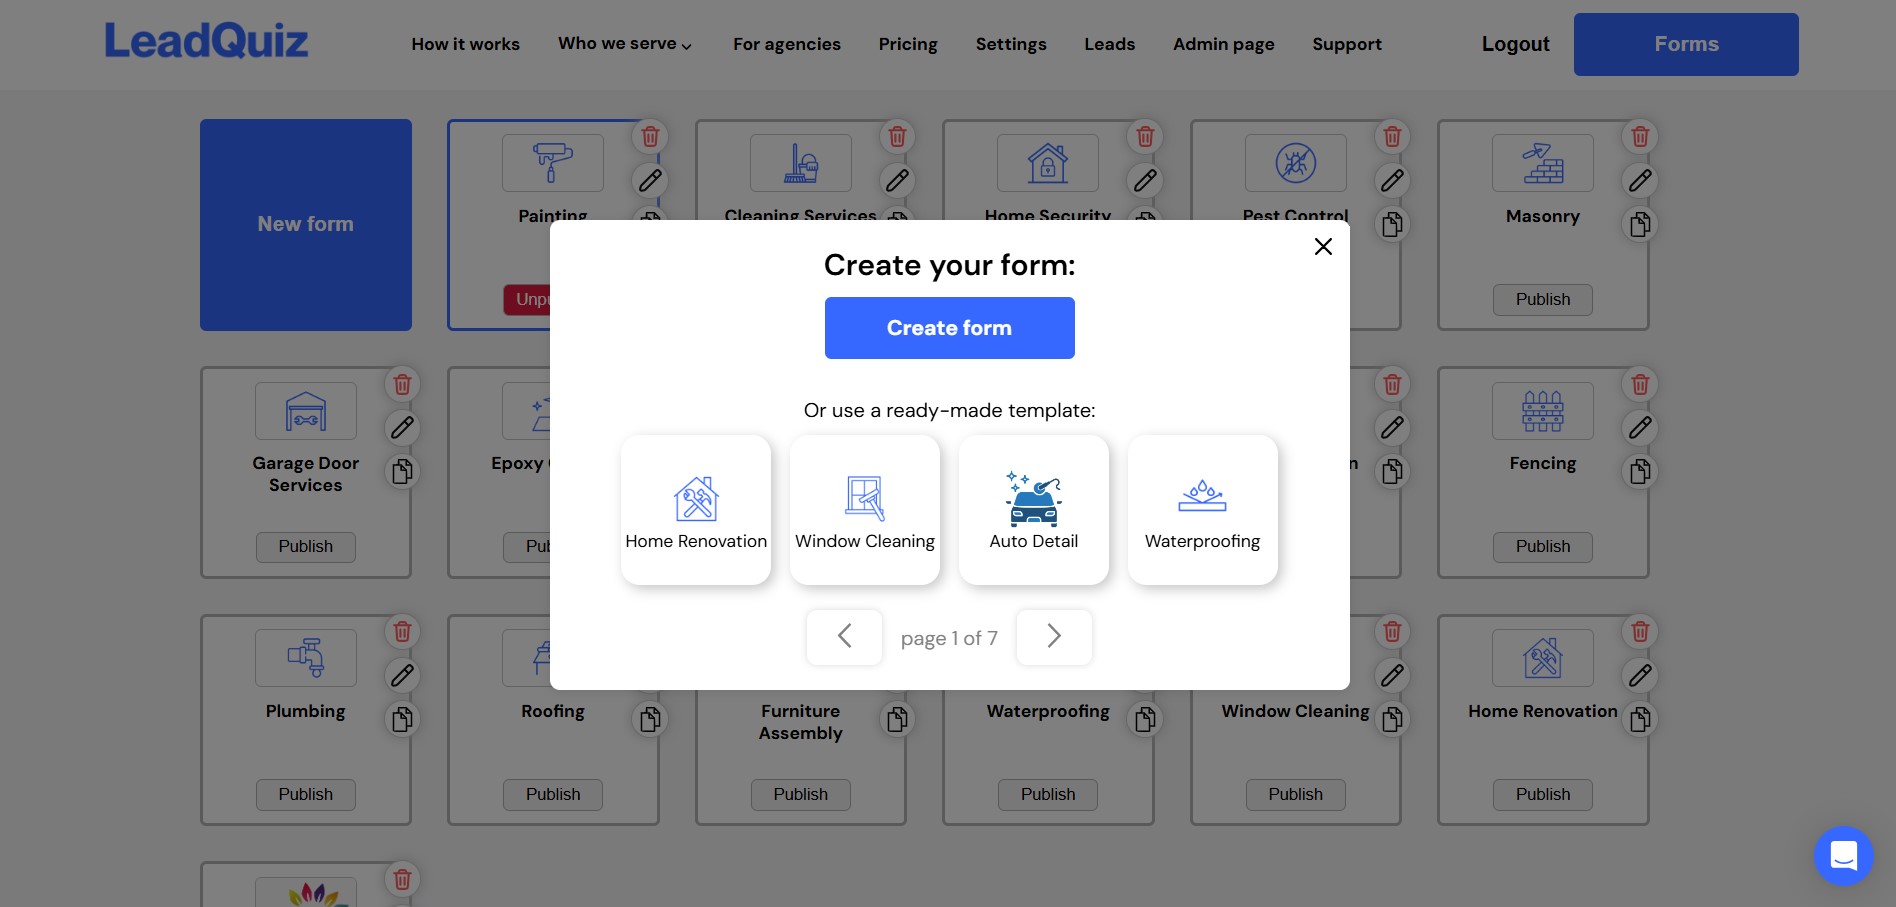 LeadQuiz
How it works
Who we serve
For agencies
Pricing
Settings
Leads
Admin page
Support
Logout
Forms
New form
Painting
Cleaning Services
Home Security
Pest Control
Masonry
Publish
Create your form:
Create form
Or use a ready-made template:
Home Renovation
Window Cleaning
Auto Detail
Waterproofing
page 1 of 7
Garage Door
Services
Publish
Epoxy
Fencing
Publish
Plumbing
Publish
Roofing
Publish
Furniture
Assembly
Publish
Waterproofing
Publish
Window Cleaning
Publish
Home Renovation
Publish